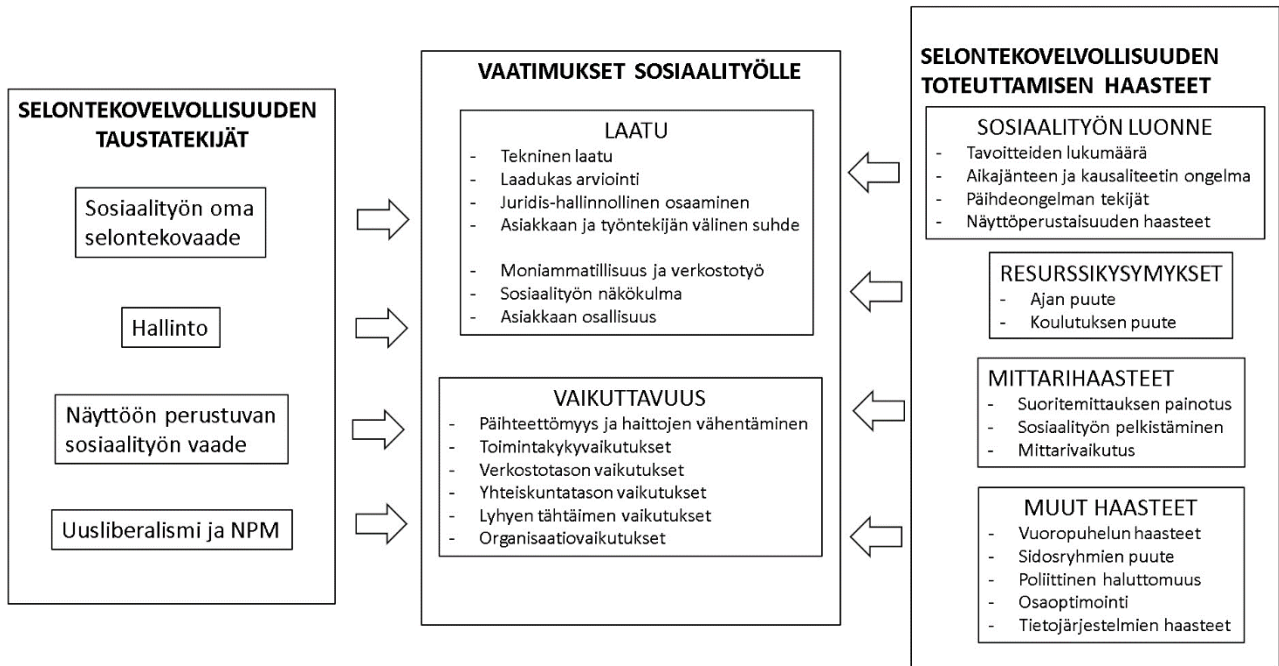 SELONTEKOVELVOLLISUUDEN
TAUSTATEKIJÄT
Sosiaalityön oma
selontekovaade
Hallinto
Näyttöön perustuvan
sosiaalityön vaade
Uusliberalismi ja NPM
VAATIMUKSET SOSIAALITYÖLLE
LAATU
- Tekninen laatu
- Laadukas arviointi
- Juridis-hallinnollinen osaaminen
- Asiakkaan ja työntekijän välinen suhde
- Moniammatillisuus ja verkostotyö
- Sosiaalityön näkökulma
- Asiakkaan osallisuus
VAIKUTTAVUUS
- Päihteettömyys ja haittojen vähentäminen
- Toimintakykyvaikutukset
- Verkostotason vaikutukset
- Yhteiskuntatason vaikutukset
- Lyhyen tähtäimen vaikutukset
- Organisaatiovaikutukset
SELONTEKOVELVOLLISUUDEN
TOTEUTTAMISEN HAASTEET
SOSIAALITYÖN LUONNE
- Tavoitteiden lukumäärä
- Aikajänteen ja kausaliteetin ongelma
- Päihdeongelman tekijät
- Näyttöperustaisuuden haasteet
RESURSSIKYSYMYKSET
- Ajan puute
- Koulutuksen puute
MITTARIHAASTEET
- Suoritemittauksen painotus
- Sosiaalityön pelkistäminen
- Mittarivaikutus
MUUT HAASTEET
- Vuoropuhelun haasteet
- Sidosryhmien puute
- Poliittinen haluttomuus
- Osaoptimointi
- Tietojärjestelmien haasteet